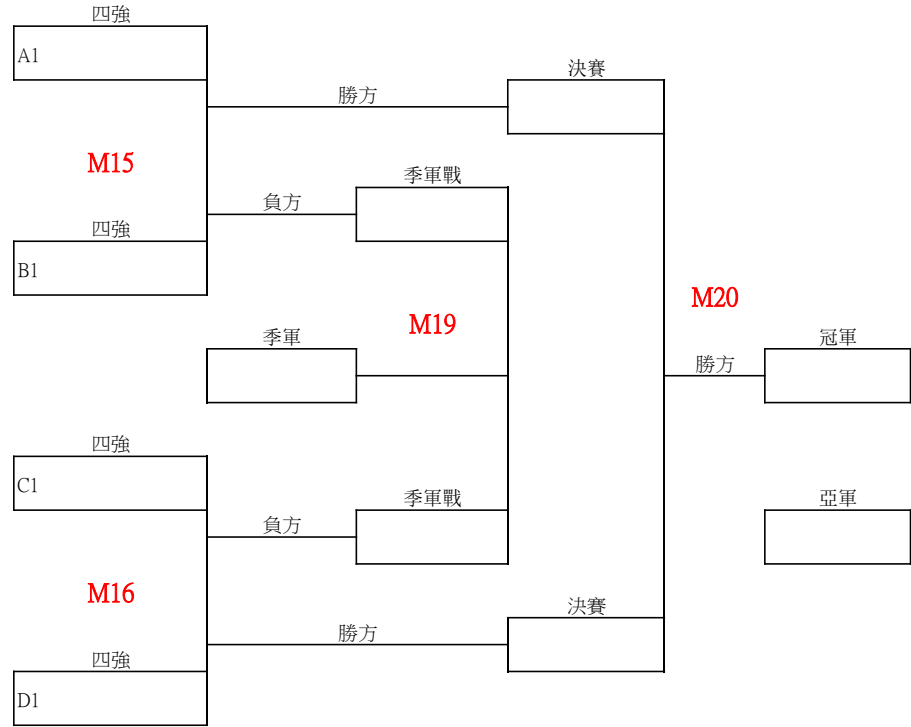 四強
A1
決賽
勝方
M15
季軍戰
負方
四強
B1
M20
M19
季軍
冠軍
勝方
四強
C1
季軍戰
亞軍
負方
M16
決賽
勝方
四強
D1